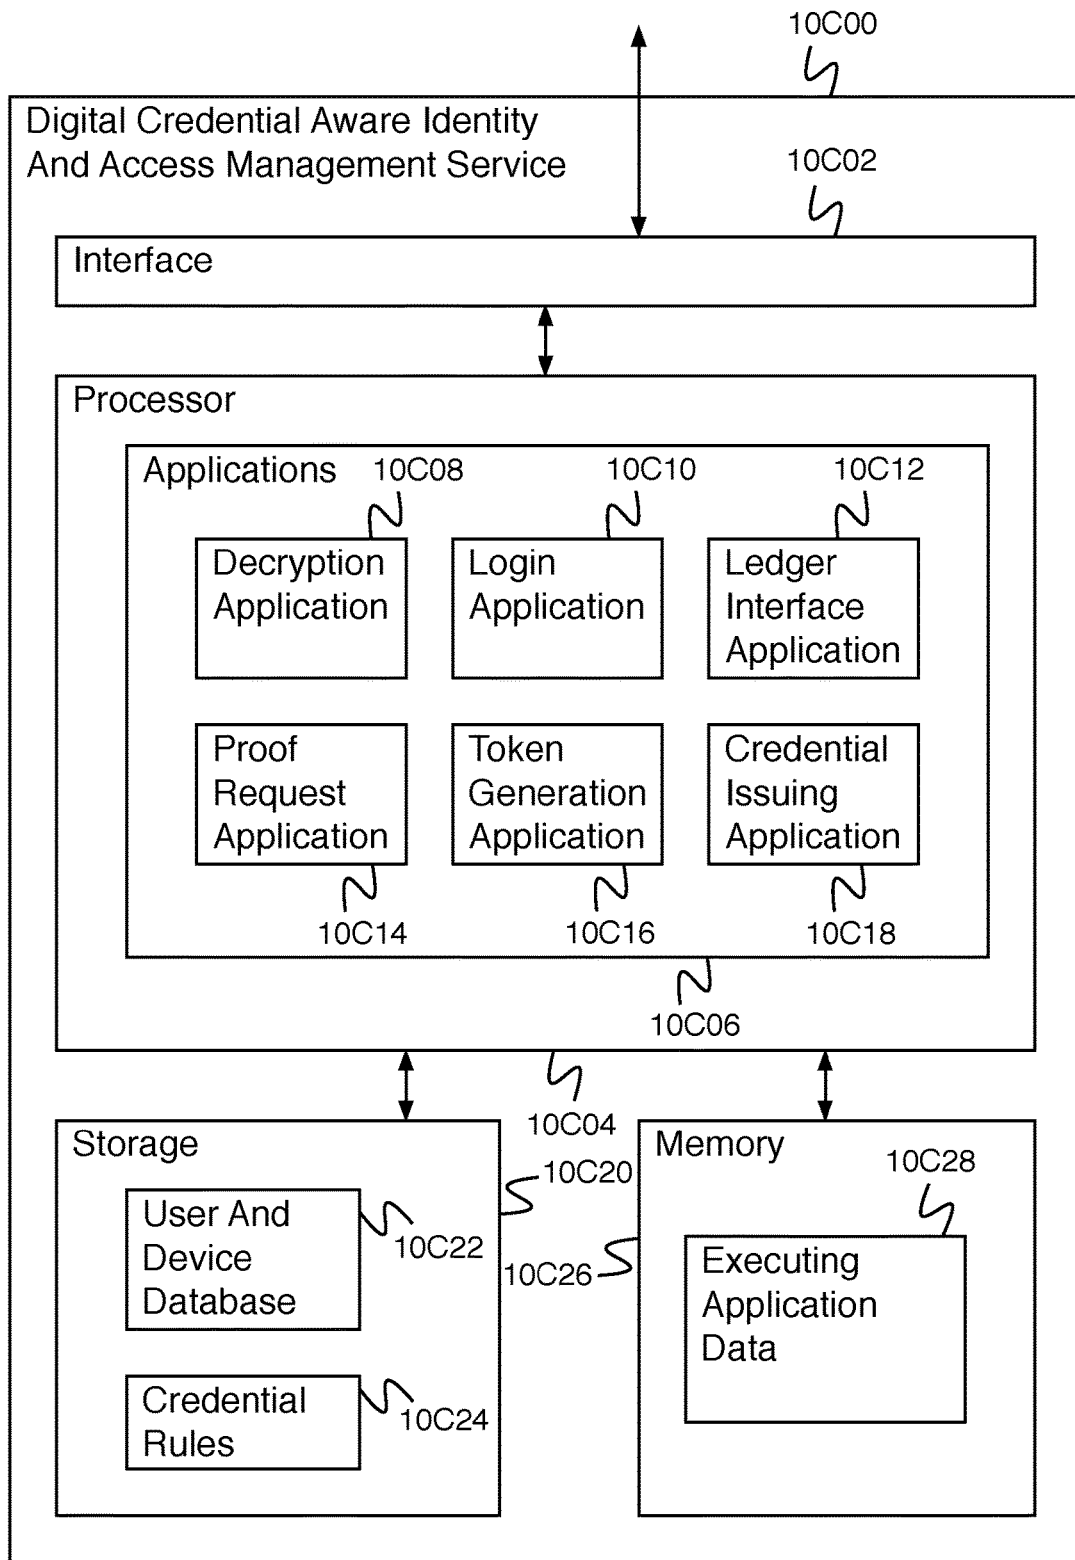 10C00
Digital Credential Aware Identity
And Access Management Service
10C02
Interface
Processor
Applications
10C08
10C10
10C12
Decryption
Application
Login
Application
Ledger
Interface
Application
Proof
Request
Application
Token
Generation
Application
Credential
Issuing
Application
10C14
10C16
10C18
10C06
10C04
Storage
10C20
User And
Device
Database
10C22
Credential
Rules
10C24
10C26
Memory
10C28
Executing
Application
Data